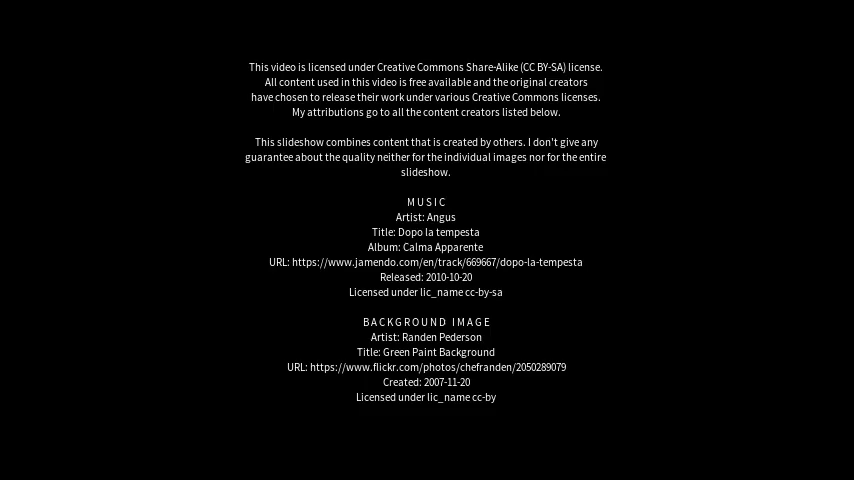 This video is licensed under Creative Commons Share-Alike (CC BY-SA) license.
All content used in this video is free available and the original creators
have chosen to release their work under various Creative Commons licenses.
My attributions go to all the content creators listed below.
This slideshow combines content that is created by others. I don't give any
guarantee about the quality neither for the individual images nor for the entire
slideshow.
MUSIC
Artist: Angus
Title: Dopo la tempesta
Album: Calma Apparente
URL: https://www.jamendo.com/en/track/669667/dopo-la-tempesta
Released: 2010-10-20
Licensed under lic_name cc-by-sa
BACKGROUND IMAGE
Artist: Randen Pederson
Title: Green Paint Background
URL: https://www.flickr.com/photos/chefranden/2050289079
Created: 2007-11-20
Licensed under lic_name cc-by